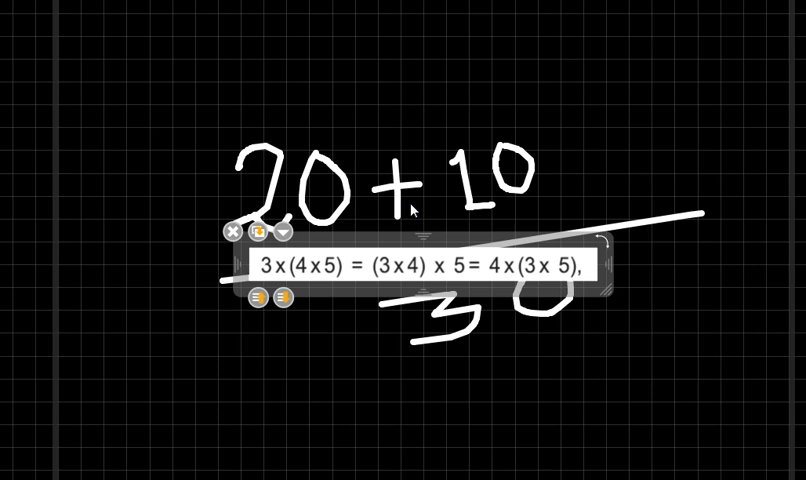 20+10
3x(4x5) = (3x4) x 5= 4x(3x 5),
30